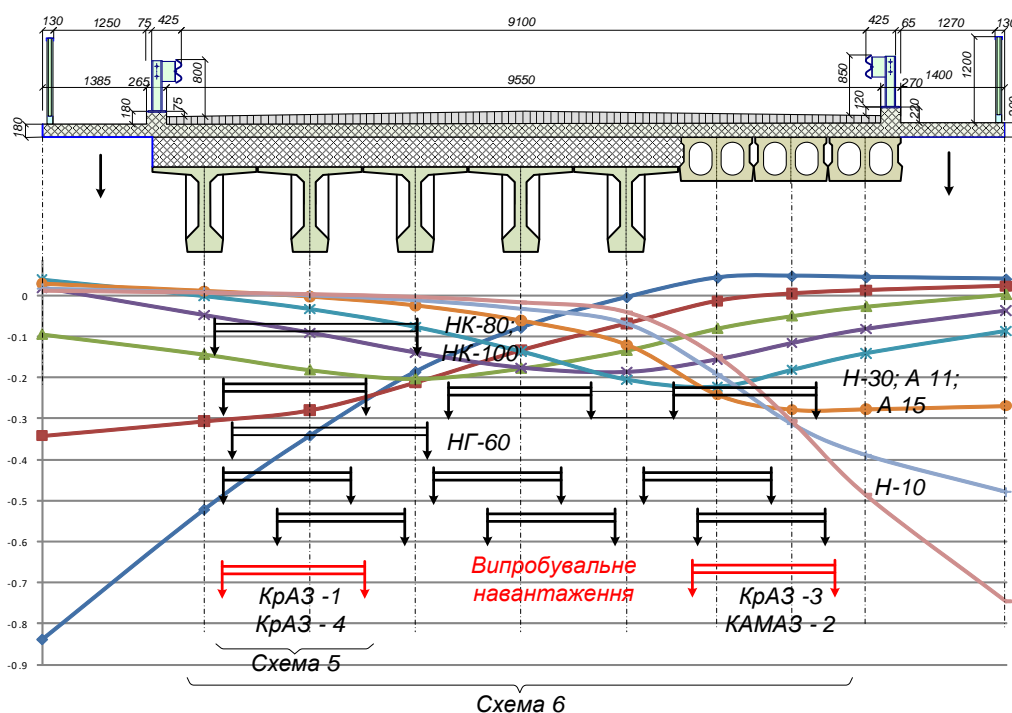 130 1250 75 425 9100 425 65 1270 130
1385 265 800 9550 850 270 1400 1200
180 180 75 120 220
0
-0.1
-0.2
-0.3
-0.4
-0.5
-0.6
-0.7
-0.8
-0.9
НК-80;
НК-100
Н-30; А 11;
А 15
НГ-60
Н-10
Випробувальне
навантаження
КрАЗ -1
КрАЗ - 4
КрАЗ -3
КАМАЗ - 2
Схема 5
Схема 6